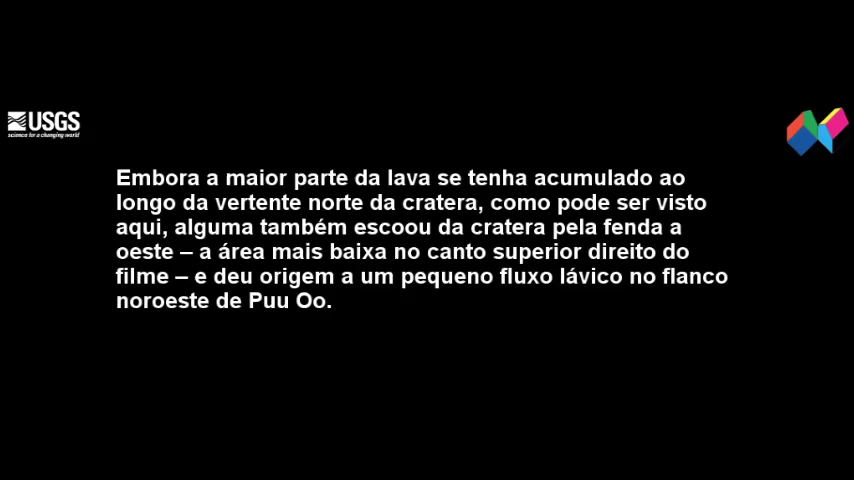 USGS
science for a changing world
Embora a maior parte da lava se tenha acumulado ao
longo da vertente norte da cratera, como pode ser visto
aqui, alguma também escoou da cratera pela fenda a
oeste – a área mais baixa no canto superior direito do
filme – e deu origem a um pequeno fluxo lávico no flanco
noroeste de Puu Oo.